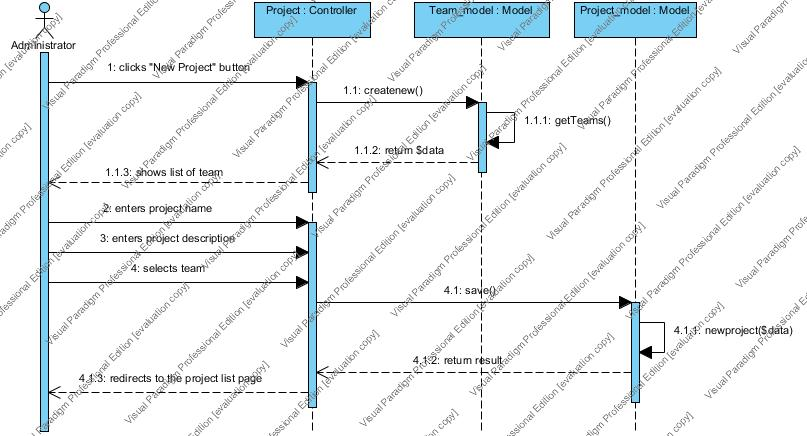 Project : Controller
Team_model : Model
Project_model : Model
Administrator
1: clicks "New Project" button
1.1: createnew()
1.1.1: getTeams()
1.1.2: return $data
1.1.3: shows list of team
2: enters project name
3: enters project description
4: selects team
4.1: save()
4.1.1: newproject($data)
4.1.2: return result
4.1.3: redirects to the project list page
Visual Paradigm Professional Edition [evaluation copy]